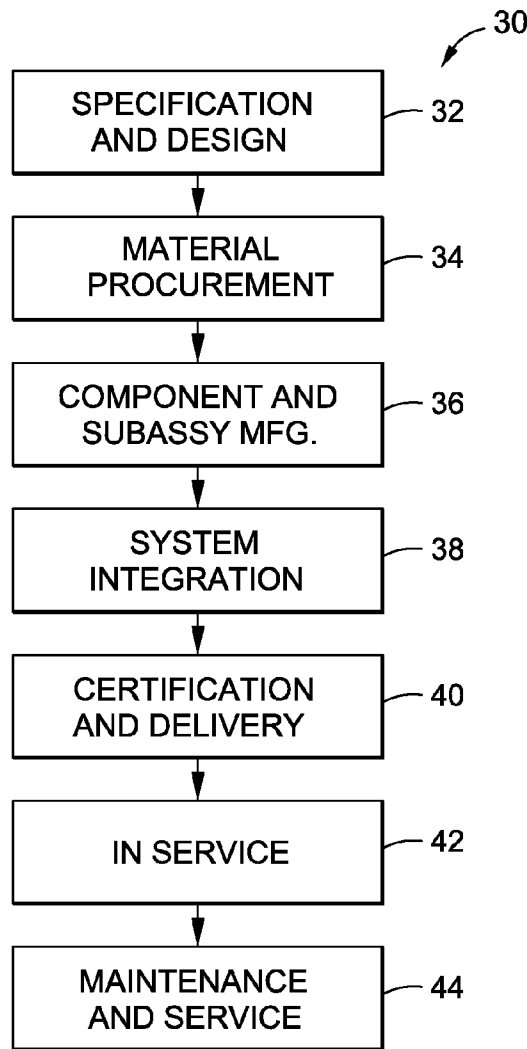 30
SPECIFICATION
AND DESIGN
32
MATERIAL
PROCUREMENT
34
COMPONENT AND
SUBASSY MFG.
36
SYSTEM
INTEGRATION
38
CERTIFICATION
AND DELIVERY
40
IN SERVICE
42
MAINTENANCE
AND SERVICE
44